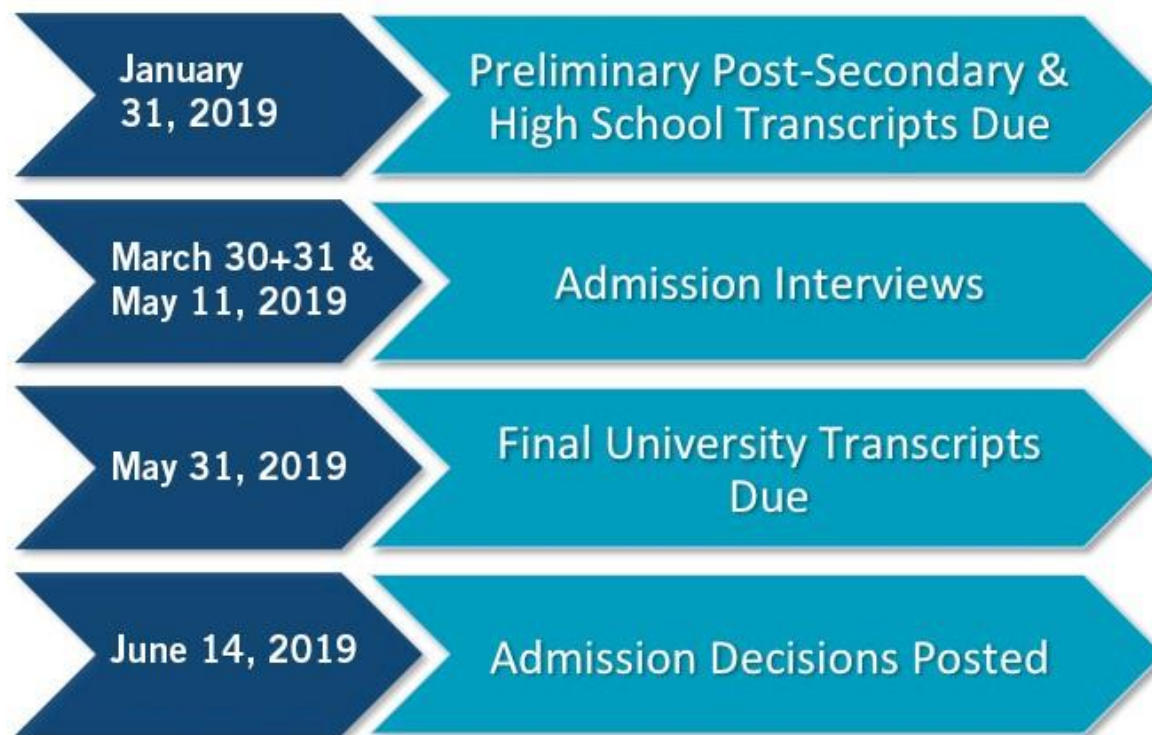 January
31, 2019
Preliminary Post-Secondary &
High School Transcripts Due
March 30+31 &
May 11, 2019
Admission Interviews
May 31, 2019
Final University Transcripts
Due
June 14, 2019
Admission Decisions Posted